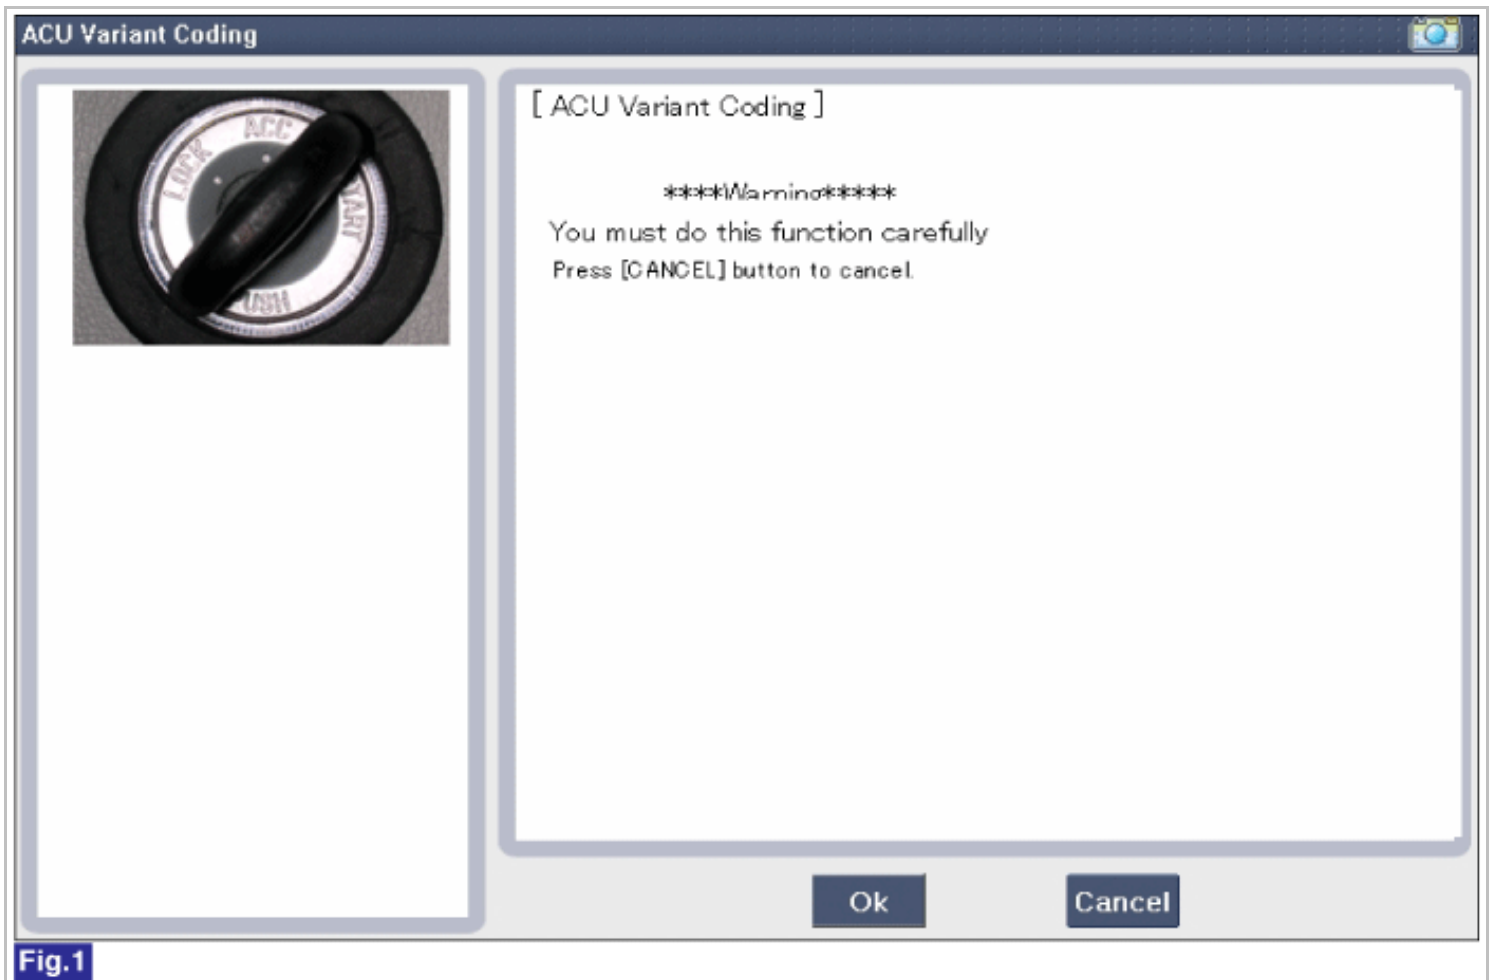 ACU Variant Coding
ACC
LOCK
[ ACU Variant Coding ]
****Warning*****
You must do this function carefully
Press [CANCEL] button to cancel.
Ok
Cancel
Fig.1